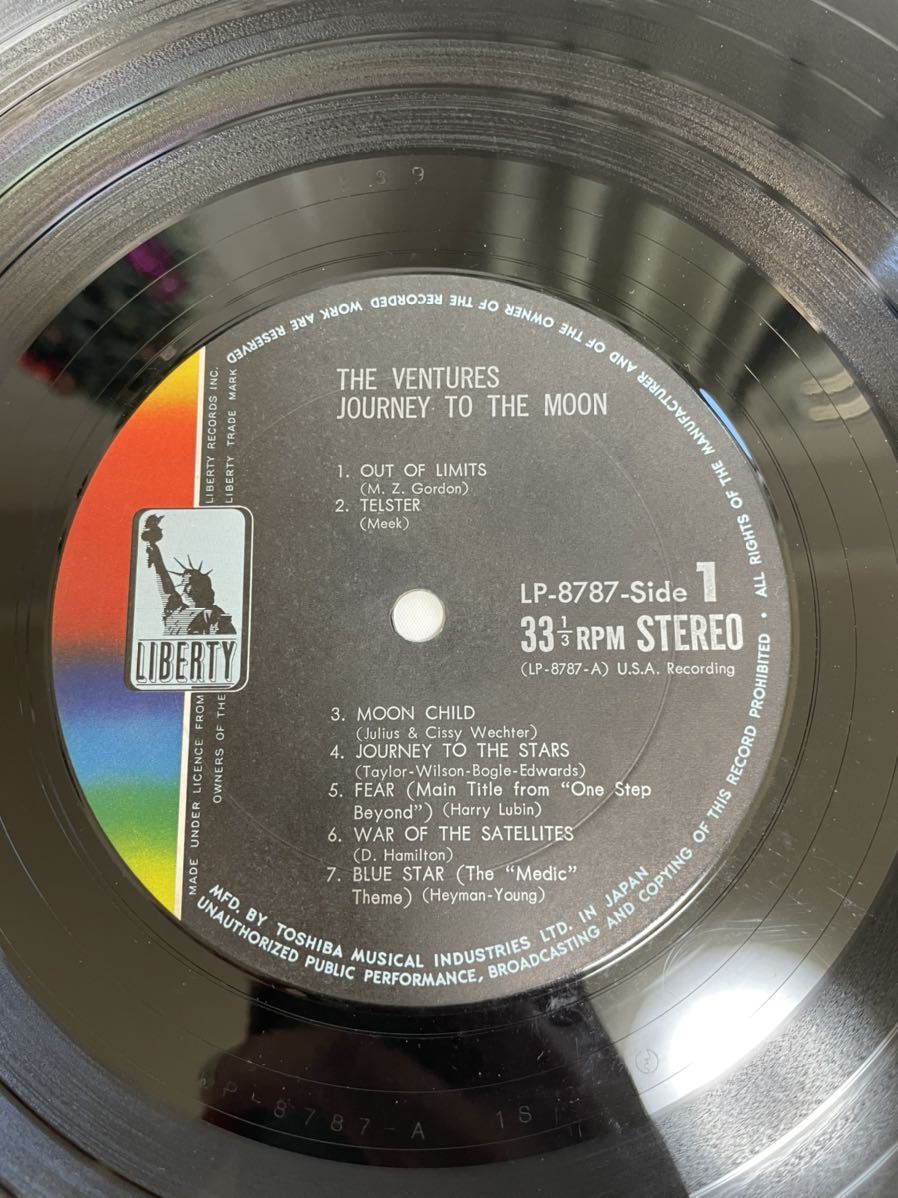 THE VENTURES
JOURNEY TO THE MOON
1. OUT OF LIMITS
(M. Z. Gordon)
2. TELSTER
(Meek)
LP-8787-Side 1
33 1/3 RPM STEREO
(LP-8787-A) U.S.A. Recording
3. MOON CHILD
(Julius & Cissy Wechter)
4. JOURNEY TO THE STARS
(Taylor-Wilson-Bogle-Edwards)
5. FEAR (Main Title from "One Step
Beyond") (Harry Lubin)
6. WAR OF THE SATELLITES
(D. Hamilton)
7. BLUE STAR (The "Medic"
Theme) (Heyman-Young)
LIBERTY
MADE UNDER LICENCE FROM LIBERTY RECORDS INC.
OWNERS OF THE LIBERTY TRADE MARK
MFD. BY TOSHIBA MUSICAL INDUSTRIES LTD. IN JAPAN
UNAUTHORIZED PUBLIC PERFORMANCE, BROADCASTING AND COPYING OF THIS RECORD PROHIBITED • ALL RIGHTS OF THE MANUFACTURER AND OF THE OWNER OF THE RECORDED WORK ARE RESERVED
8787-A 1S